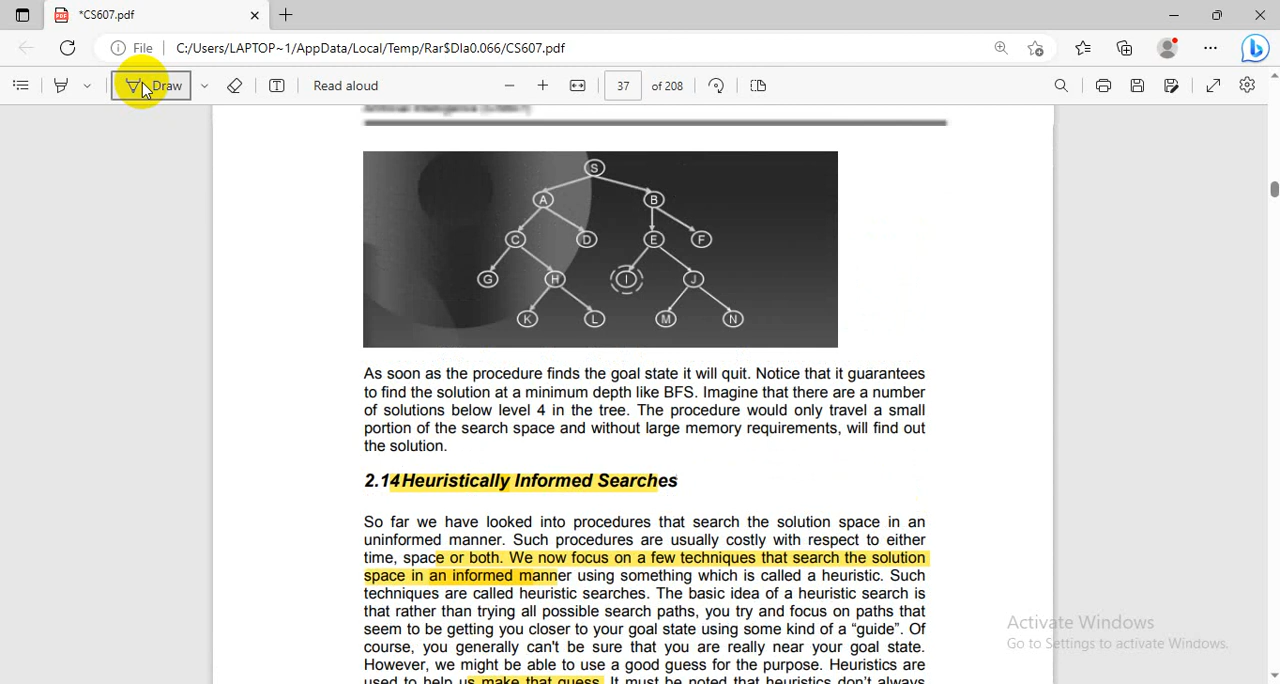 *CS607.pdf
File C:/Users/LAPTOP~1/AppData/Local/Temp/Rar$DIa0.066/CS607.pdf
Draw Read aloud 37 of 208
S
A B
C D E F
G H I J
K L M N
As soon as the procedure finds the goal state it will quit. Notice that it guarantees
to find the solution at a minimum depth like BFS. Imagine that there are a number
of solutions below level 4 in the tree. The procedure would only travel a small
portion of the search space and without large memory requirements, will find out
the solution.
2.14Heuristically Informed Searches
So far we have looked into procedures that search the solution space in an
uninformed manner. Such procedures are usually costly with respect to either
time, space or both. We now focus on a few techniques that search the solution
space in an informed manner using something which is called a heuristic. Such
techniques are called heuristic searches. The basic idea of a heuristic search is
that rather than trying all possible search paths, you try and focus on paths that
seem to be getting you closer to your goal state using some kind of a “guide”. Of
course, you generally can't be sure that you are really near your goal state.
However, we might be able to use a good guess for the purpose. Heuristics are
used to help us make that guess. It must be noted that heuristics don't always
Activate Windows
Go to Settings to activate Windows.